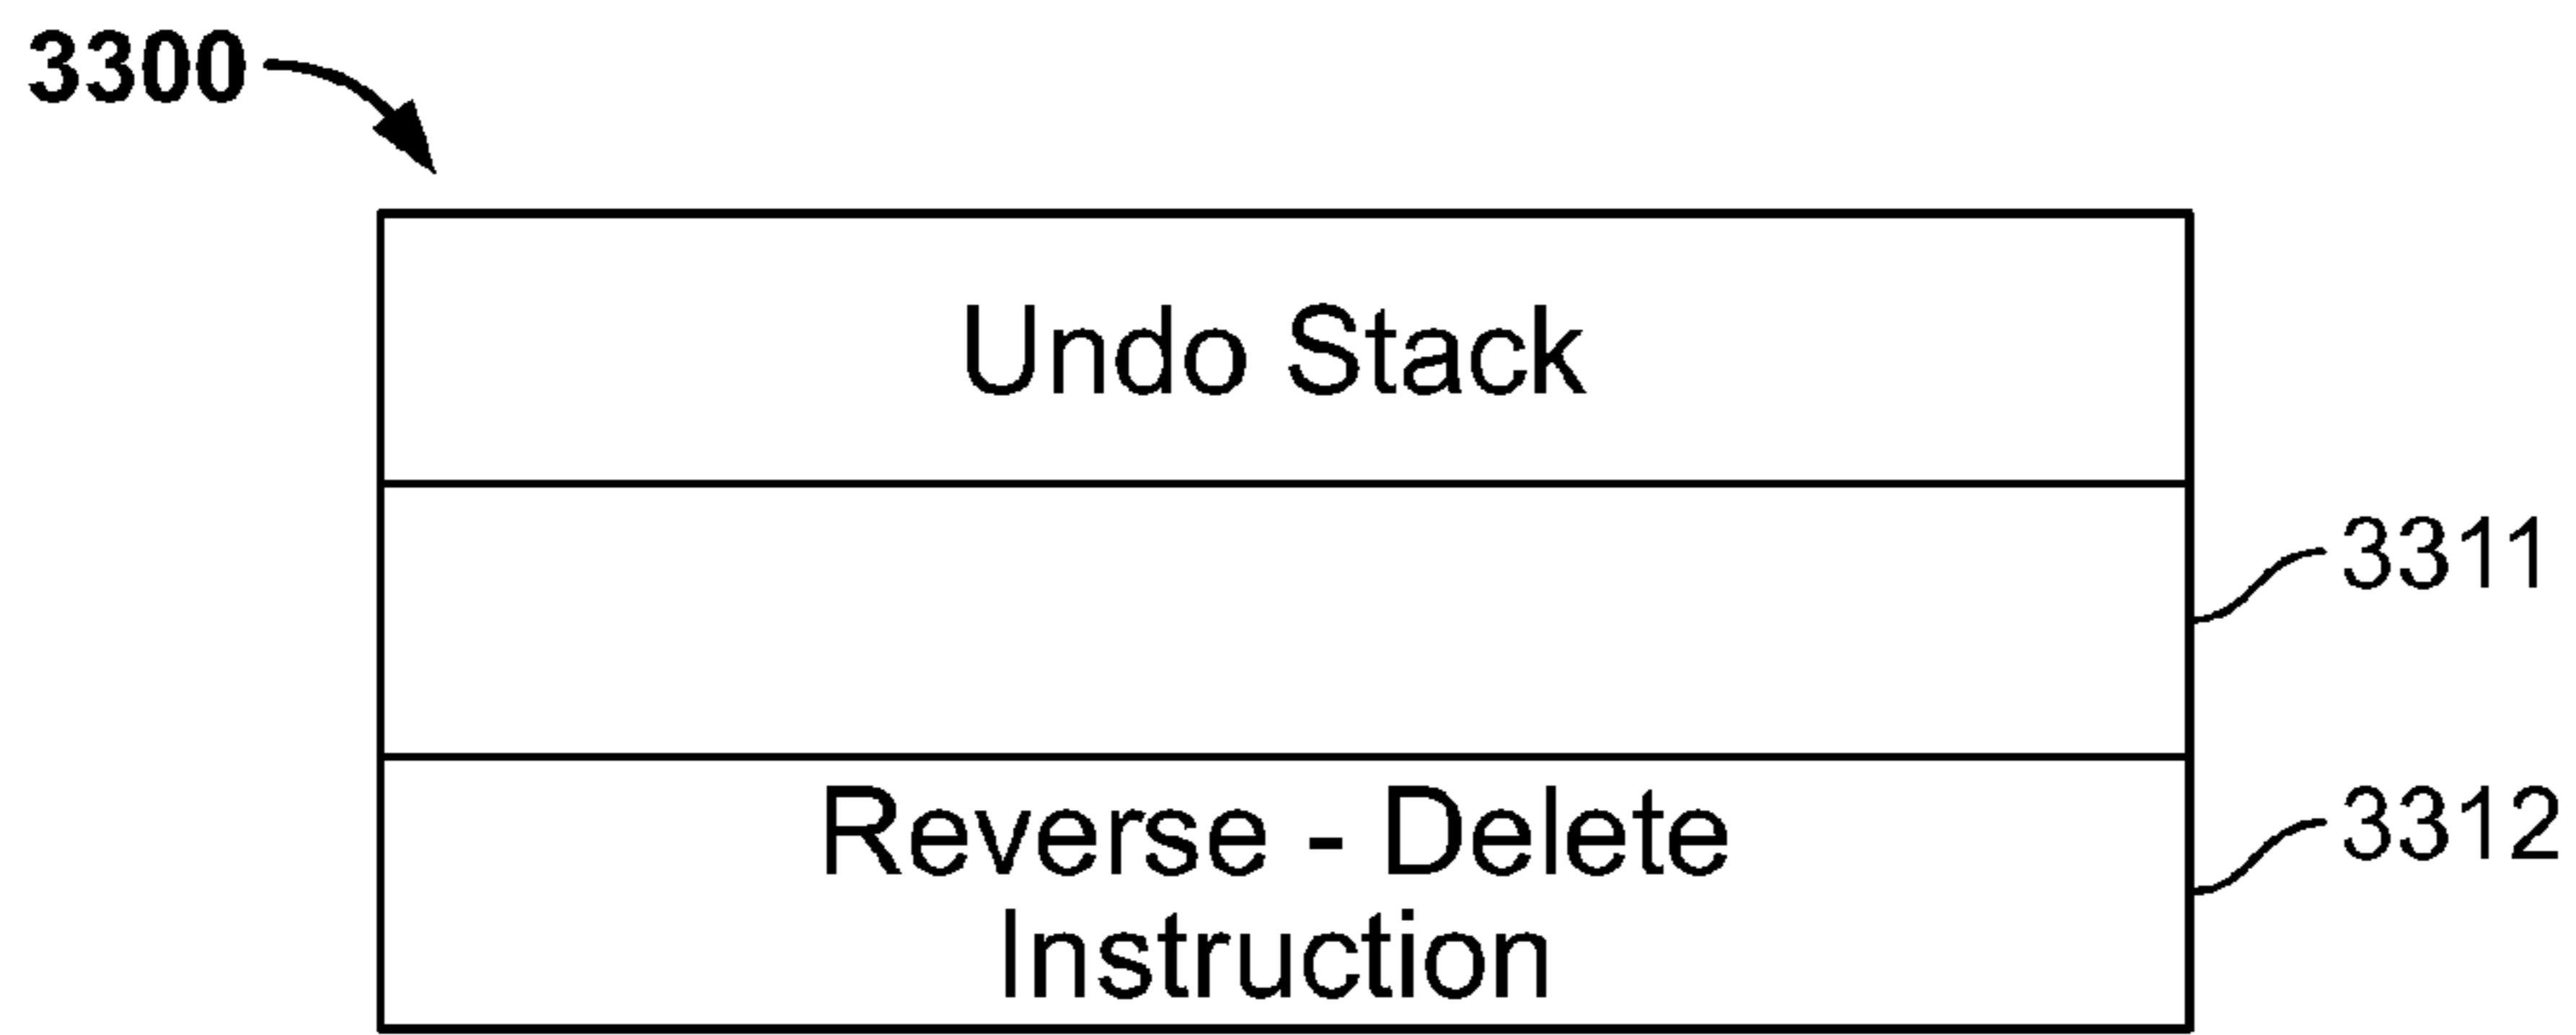 3300
Undo Stack
3311
Reverse - Delete
3312
Instruction